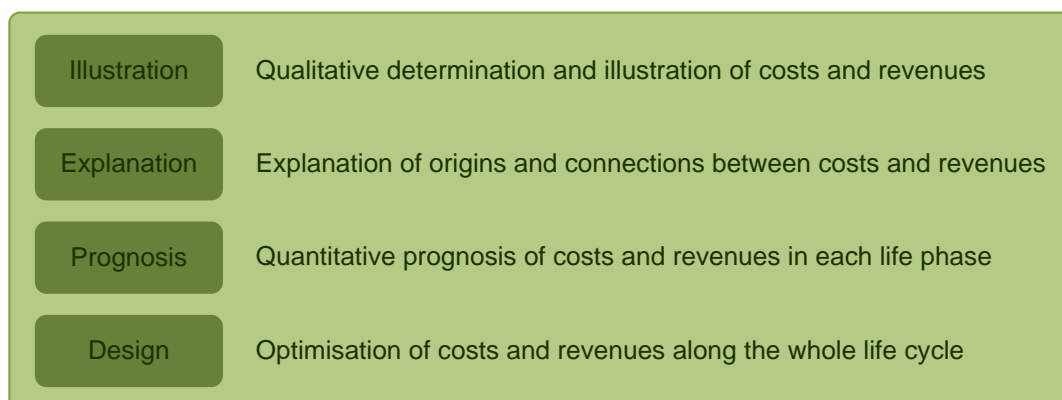 Illustration Qualitative determination and illustration of costs and revenues
Explanation Explanation of origins and connections between costs and revenues
Prognosis Quantitative prognosis of costs and revenues in each life phase
Design Optimisation of costs and revenues along the whole life cycle